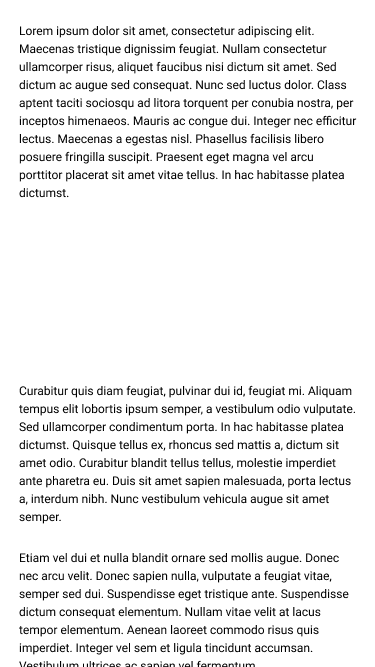 Lorem ipsum dolor sit amet, consectetur adipiscing elit.
Maecenas tristique dignissim feugiat. Nullam consectetur
ullamcorper risus, aliquet faucibus nisi dictum sit amet. Sed
dictum ac augue sed consequat. Nunc sed luctus dolor. Class
aptent taciti sociosqu ad litora torquent per conubia nostra, per
inceptos himenaeos. Mauris ac congue dui. Integer nec efficitur
lectus. Maecenas a egestas nisl. Phasellus facilisis libero
posuere fringilla suscipit. Praesent eget magna vel arcu
porttitor placerat sit amet vitae tellus. In hac habitasse platea
dictumst.
Curabitur quis diam feugiat, pulvinar dui id, feugiat mi. Aliquam
tempus elit lobortis ipsum semper, a vestibulum odio vulputate.
Sed ullamcorper condimentum porta. In hac habitasse platea
dictumst. Quisque tellus ex, rhoncus sed mattis a, dictum sit
amet odio. Curabitur blandit tellus tellus, molestie imperdiet
ante pharetra eu. Duis sit amet sapien malesuada, porta lectus
a, interdum nibh. Nunc vestibulum vehicula augue sit amet
semper.
Etiam vel dui et nulla blandit ornare sed mollis augue. Donec
nec arcu velit. Donec sapien nulla, vulputate a feugiat vitae,
semper sed dui. Suspendisse eget tristique ante. Suspendisse
dictum consequat elementum. Nullam vitae velit at lacus
tempor elementum. Aenean laoreet commodo risus quis
imperdiet. Integer vel sem et ligula tincidunt accumsan.
Vestibulum ultrices ac sapien vel fermentum.